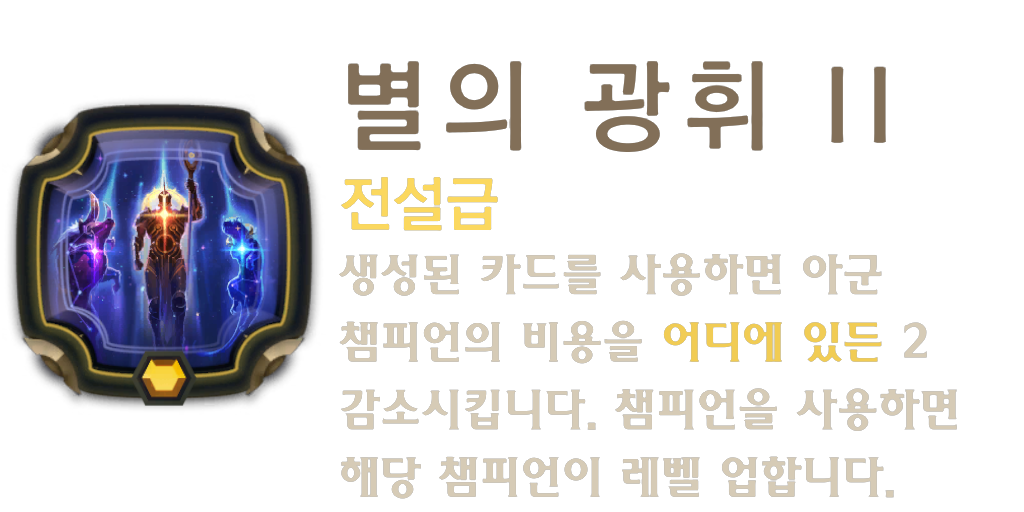 별의 광휘 II
전설급
생성된 카드를 사용하면 아군
챔피언의 비용을 어디에 있든 2
감소시킵니다. 챔피언을 사용하면
해당 챔피언이 레벨 업합니다.